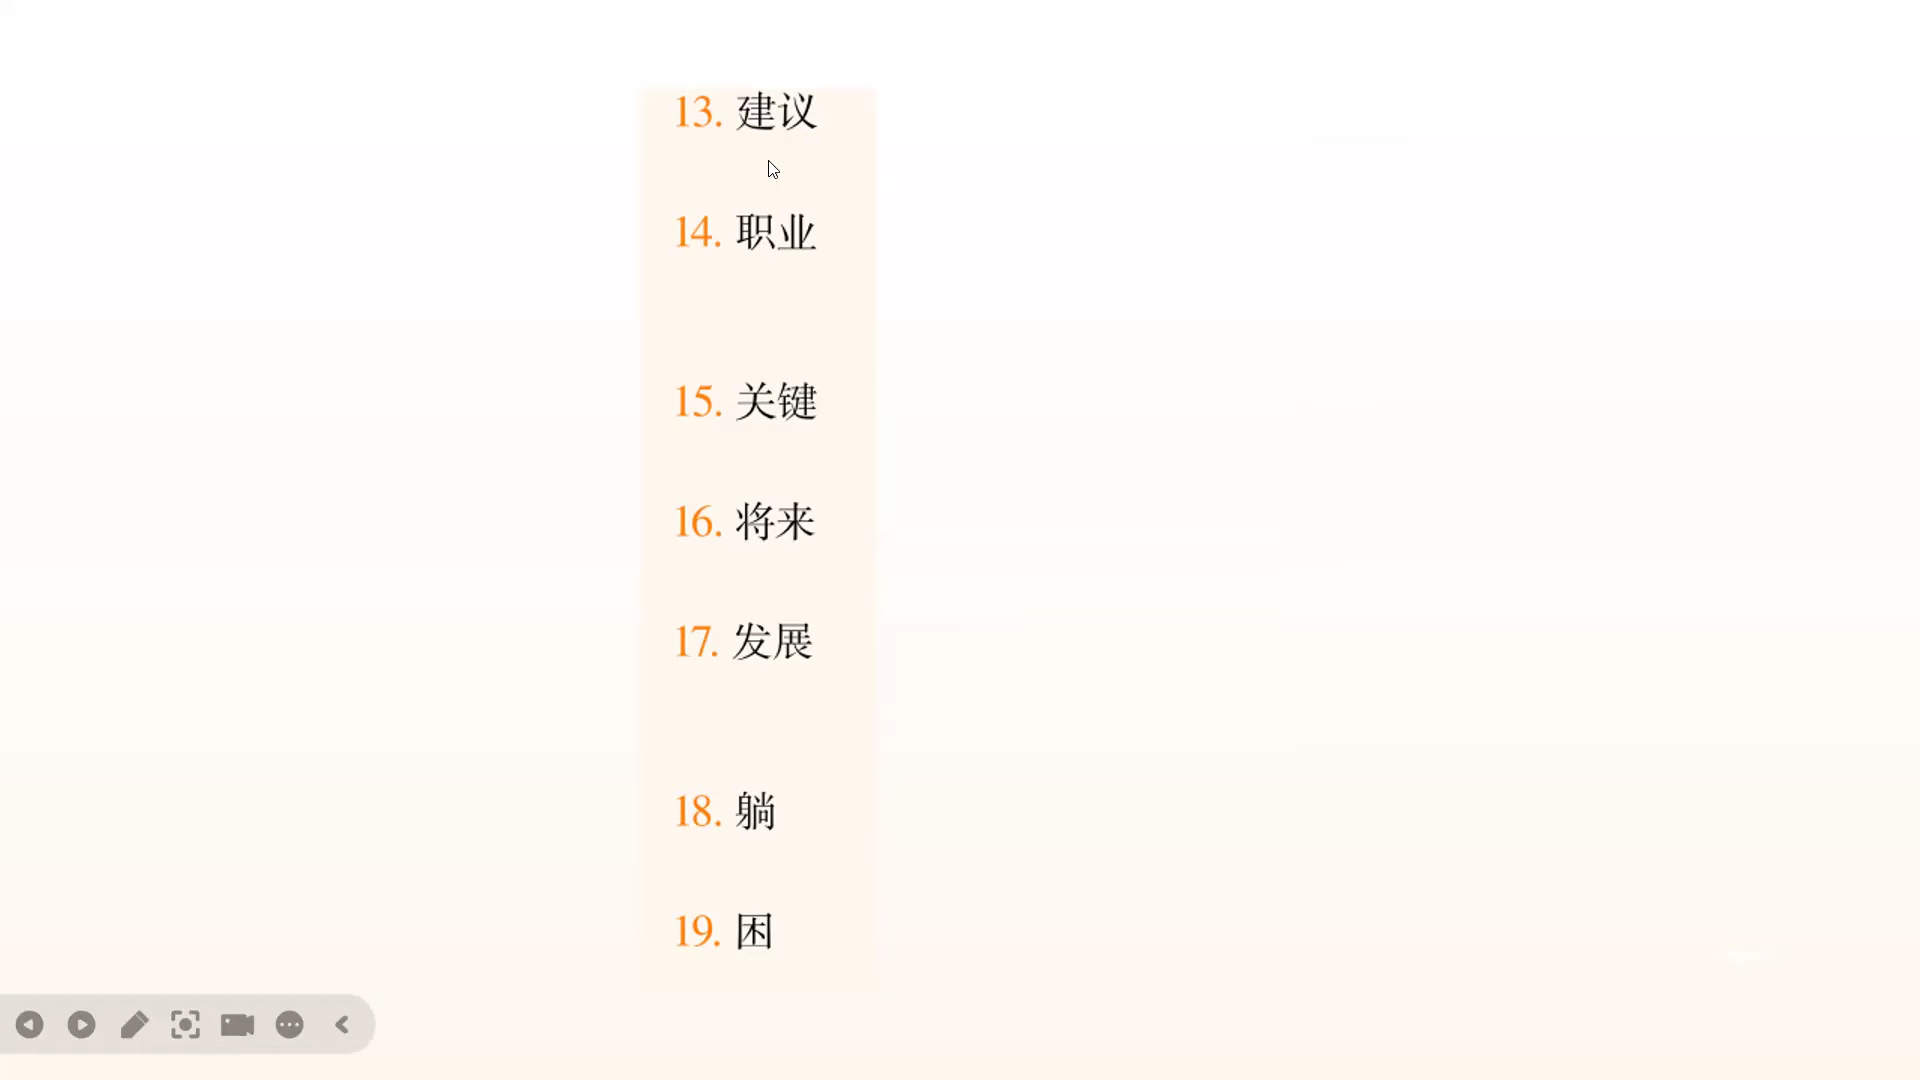 13. 建议
14. 职业
15. 关键
16. 将来
17. 发展
18. 躺
19. 困